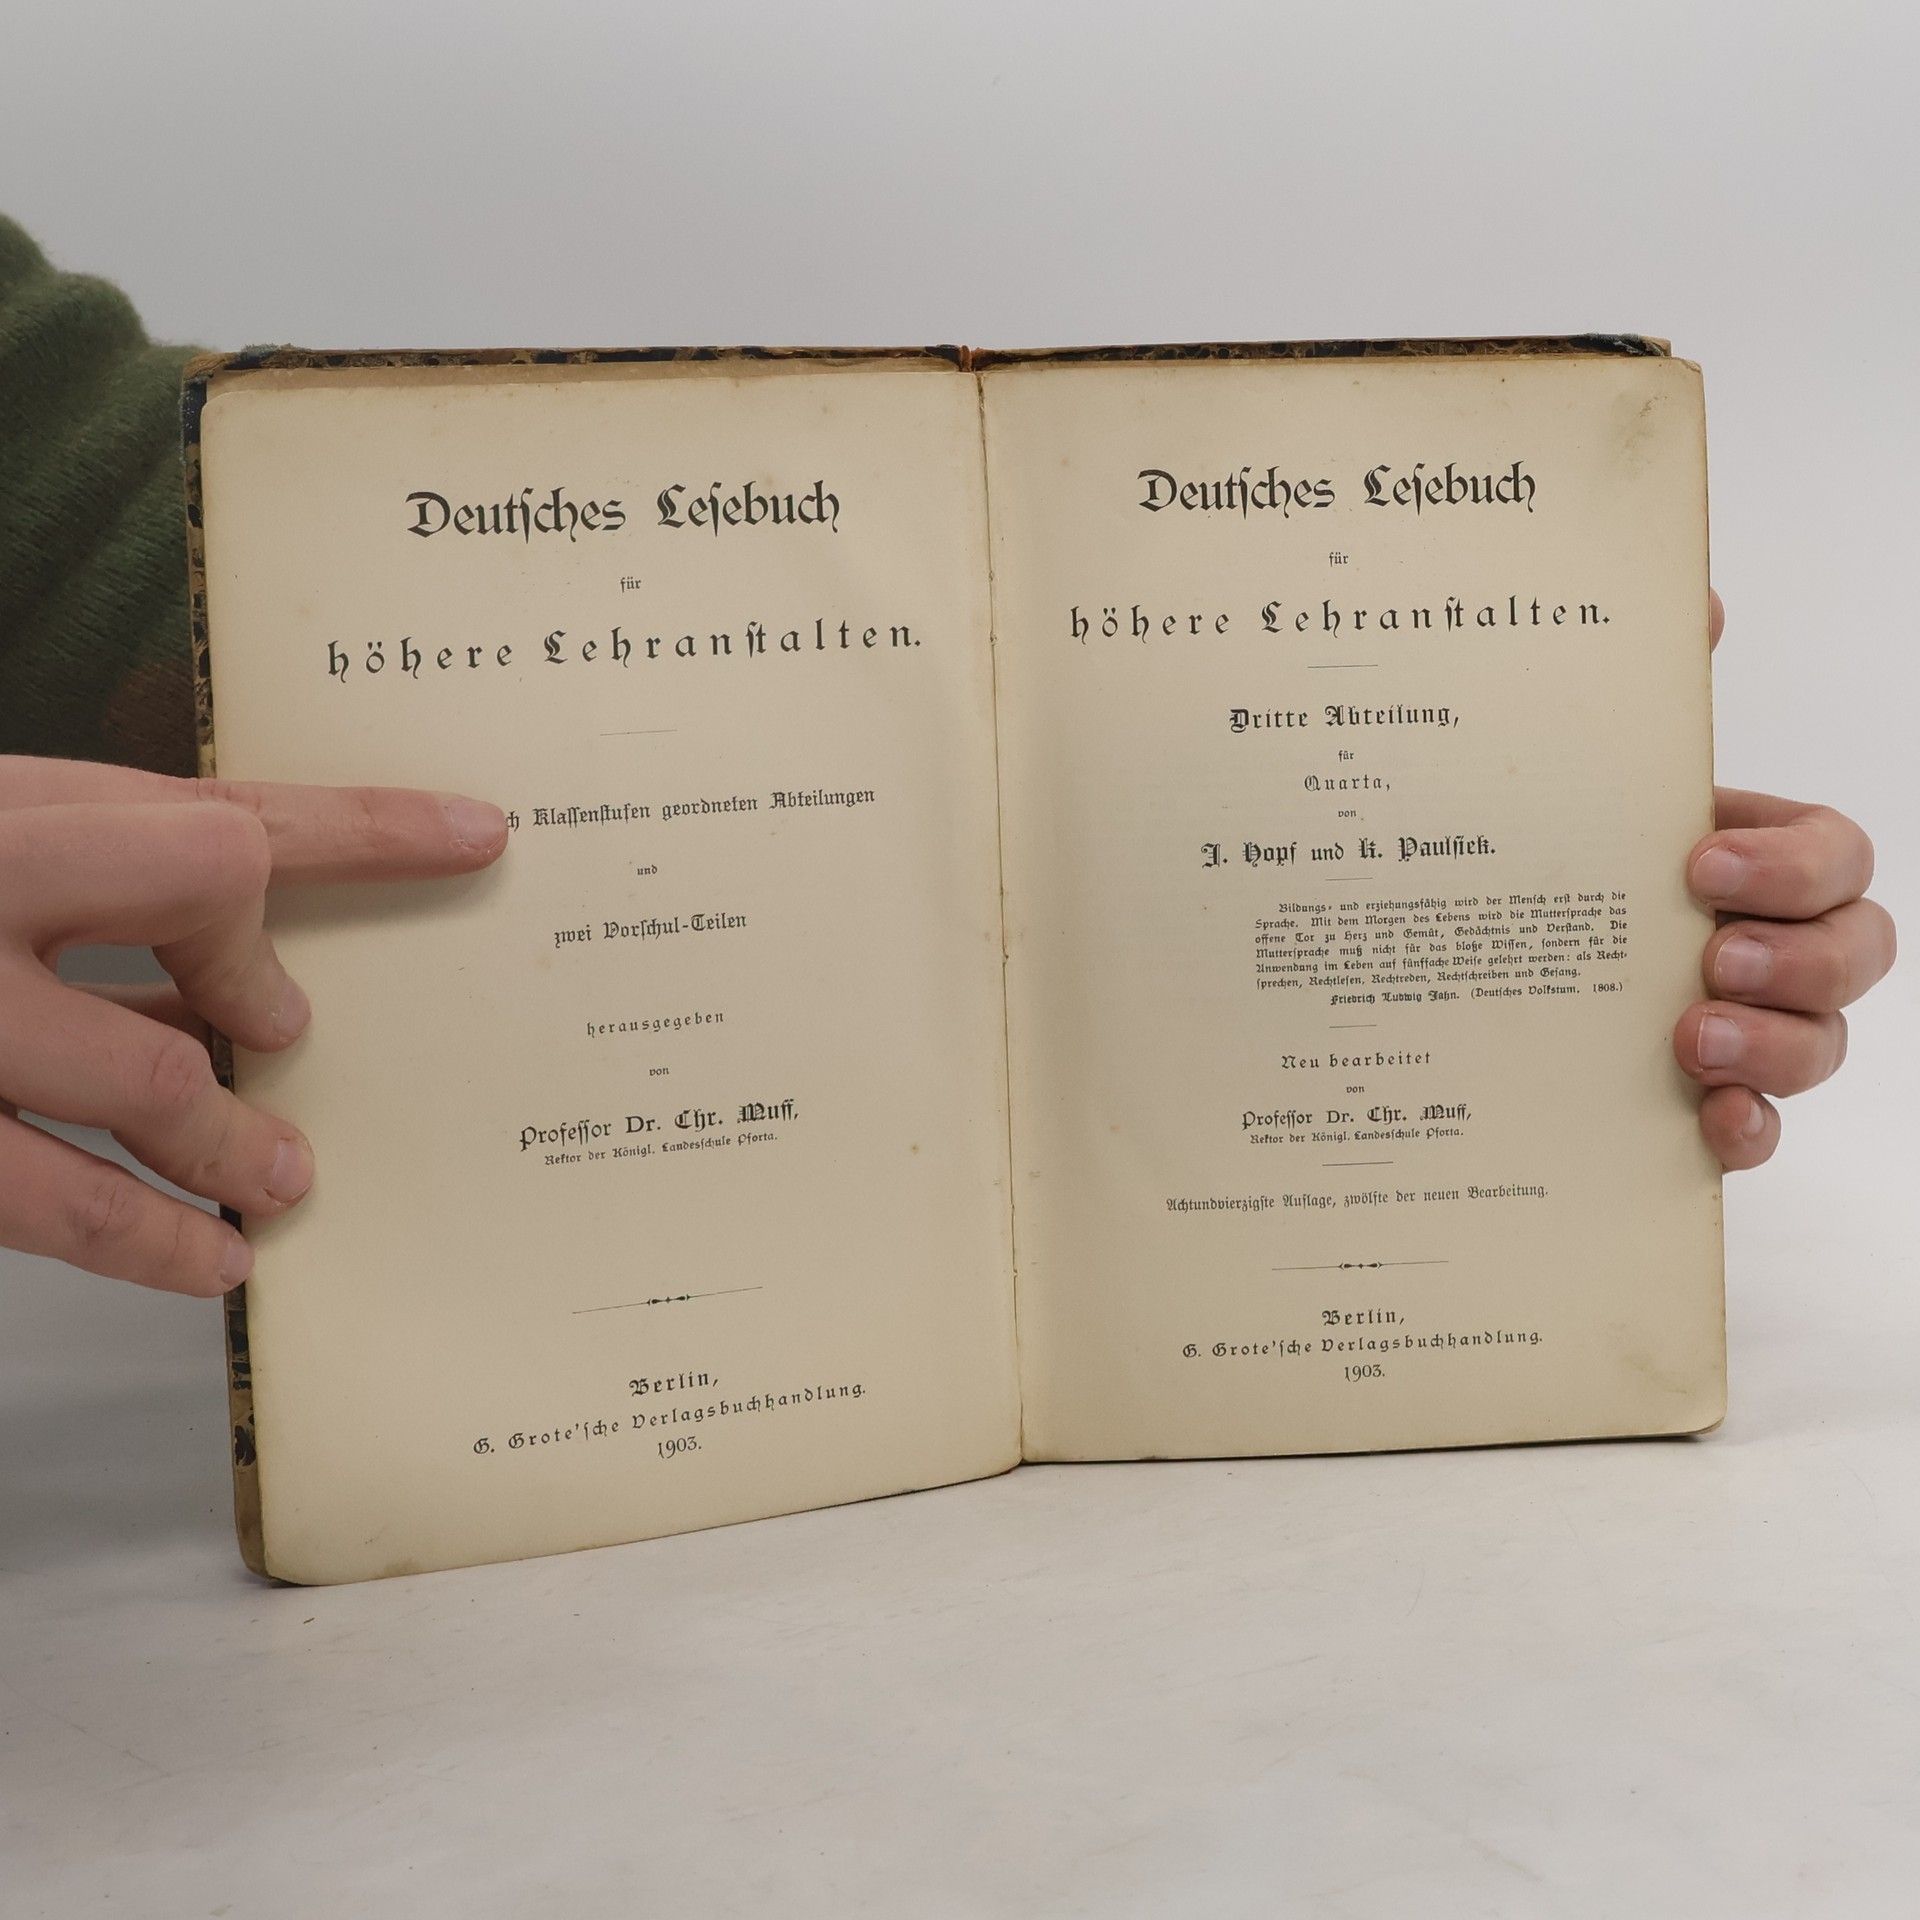 Deutſches Leſebuch
für
höhere Lehranſtalten.
Klaſſenſtufen geordneten Abteilungen
und
zwei Vorſchul-Teilen
herausgegeben
von
Profeſſor Dr. Chr. Muff,
Rektor der Königl. Landesſchule Pforta.
Berlin,
G. Grote'ſche Verlagsbuchhandlung.
1903.
Deutſches Leſebuch
für
höhere Lehranſtalten.
Dritte Abteilung,
für
Quarta,
von
J. Hopf und K. Paulſiek.
Bildungs- und erziehungsfähig wird der Menſch erſt durch die
Sprache. Mit dem Morgen des Lebens wird die Mutterſprache das
offene Tor zu Herz und Gemüt, Gedächtnis und Verſtand. Die
Mutterſprache muß nicht für das bloße Wiſſen, ſondern für die
Anwendung im Leben auf fünffache Weiſe gelehrt werden: als Recht-
ſprechen, Rechtleſen, Rechtreden, Rechtſchreiben und Geſang.
Friedrich Ludwig Jahn. (Deutſches Volkstum. 1808.)
Neu bearbeitet
von
Profeſſor Dr. Chr. Muff,
Rektor der Königl. Landesſchule Pforta.
Achtundvierzigſte Auflage, zwölfte der neuen Bearbeitung.
Berlin,
G. Grote'ſche Verlagsbuchhandlung.
1903.